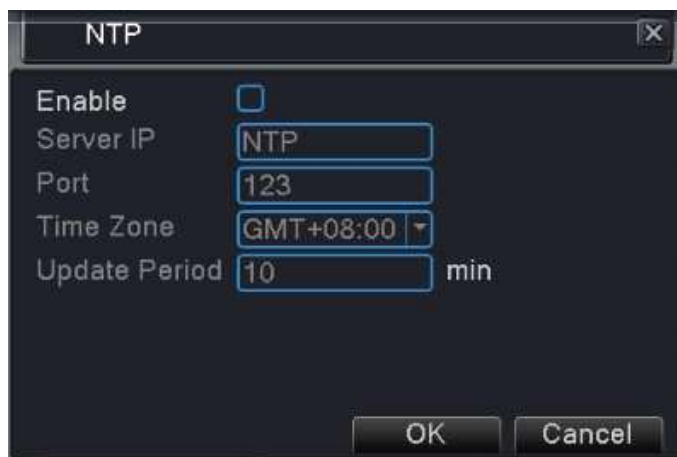 NTP
Enable
Server IP NTP
Port 123
Time Zone GMT+08:00
Update Period 10 min
OK Cancel